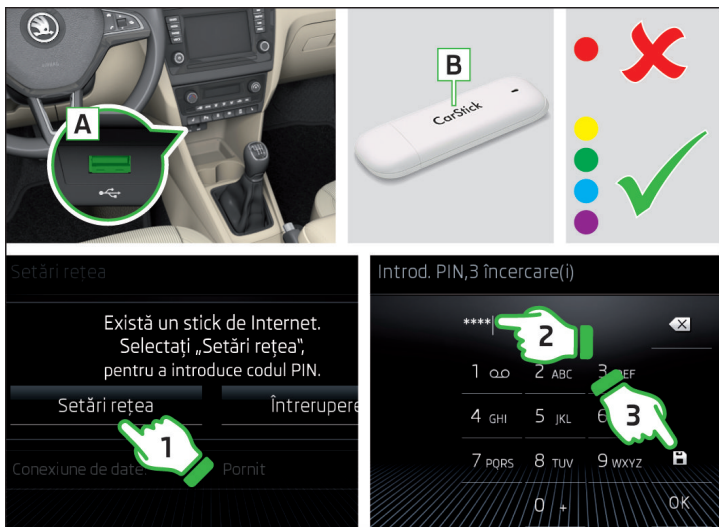 A
B
CarStick
Setări rețea
Există un stick de Internet.
Selectați „Setări rețea”,
pentru a introduce codul PIN.
Setări rețea
Întrerupere
1
Conexiune de date
Pornit
Introd. PIN,3 încercare(i)
****
2
1
2 ABC
3 EF
3
4 GHI
5 JKL
6
7 PQRS
8 TUV
9 WXYZ
0 +
OK